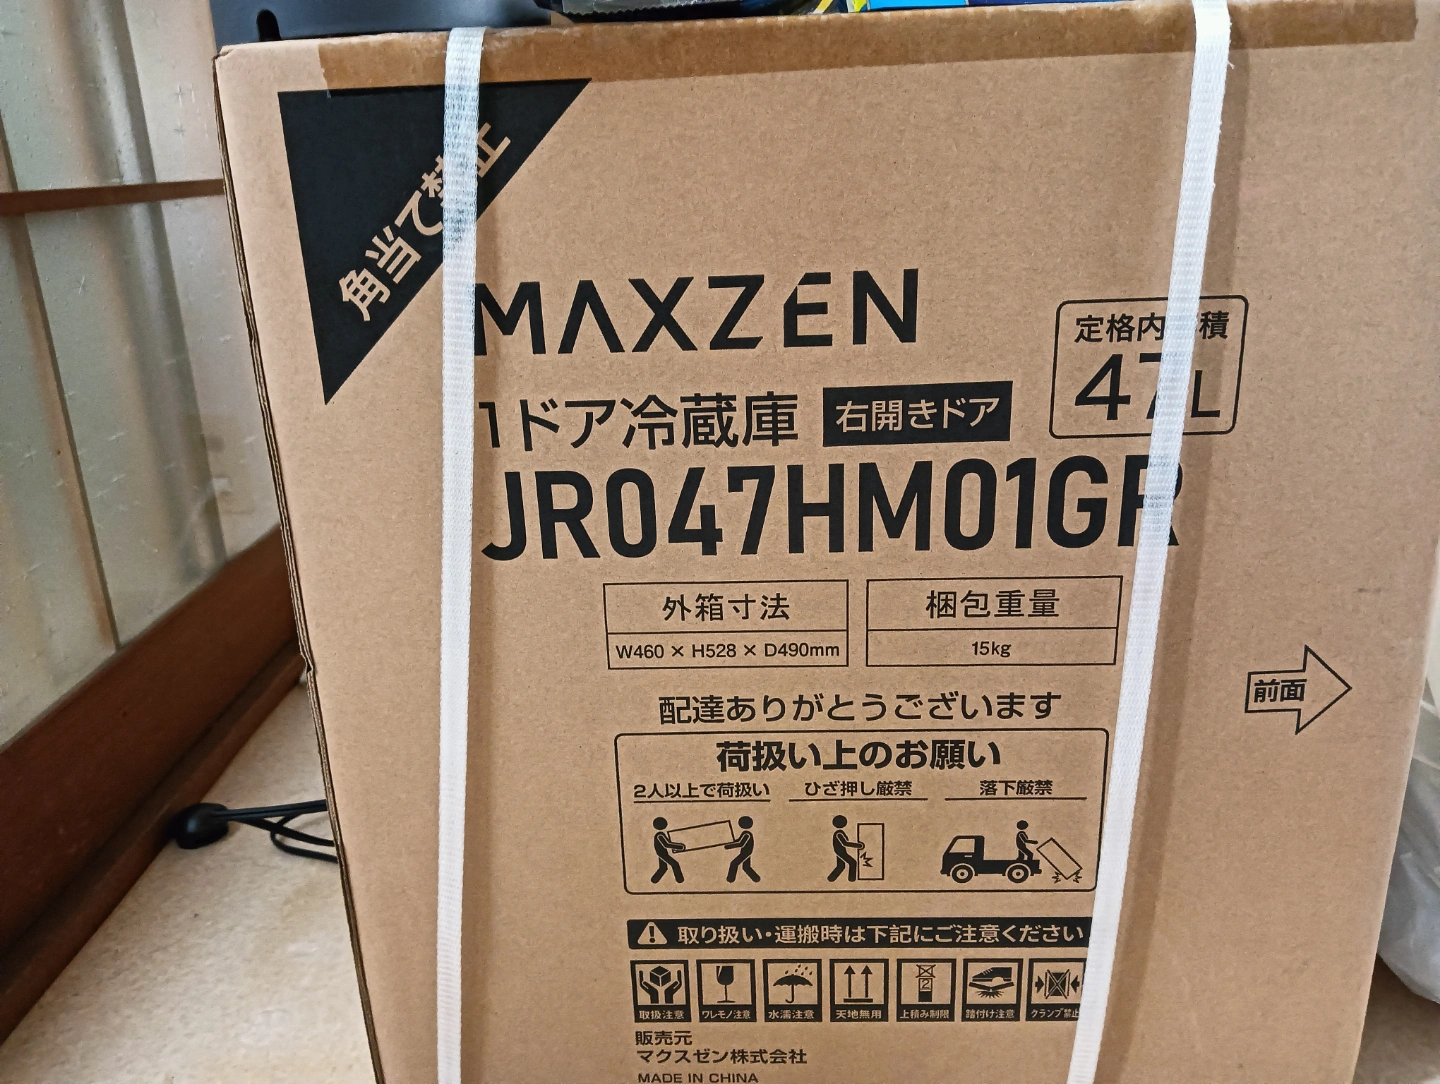 角当て禁止
MAXZEN
定格内 積
47L
1ドア冷蔵庫 右開きドア
JR047HM01GR
外箱寸法 梱包重量
W460 × H528 × D490mm 15kg
前面
配達ありがとうございます
荷扱い上のお願い
2人以上で荷扱い ひざ押し厳禁 落下厳禁
取り扱い・運搬時は下記にご注意ください
2
取扱注意 ワレモノ注意 水濡注意 天地無用 上積み制限 踏付け注意 クランプ禁止
販売元
マクスゼン株式会社
MADE IN CHINA